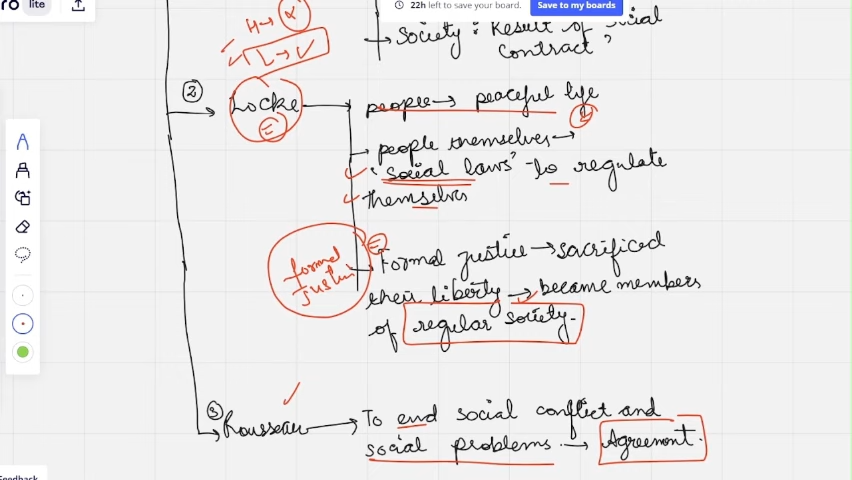 ro lite
22h left to save your board. Save to my boards
H→
L→
→ Society: Result of Social
contract
② Locke
E
people → peaceful life
people themselves →
"social laws" to regulate
themselves
formal
justice
E
Formal justice → sacrificed
their liberty → became members
of regular society.
③ Rousseau → To end social conflict and
social problems → Agreement.
Feedback